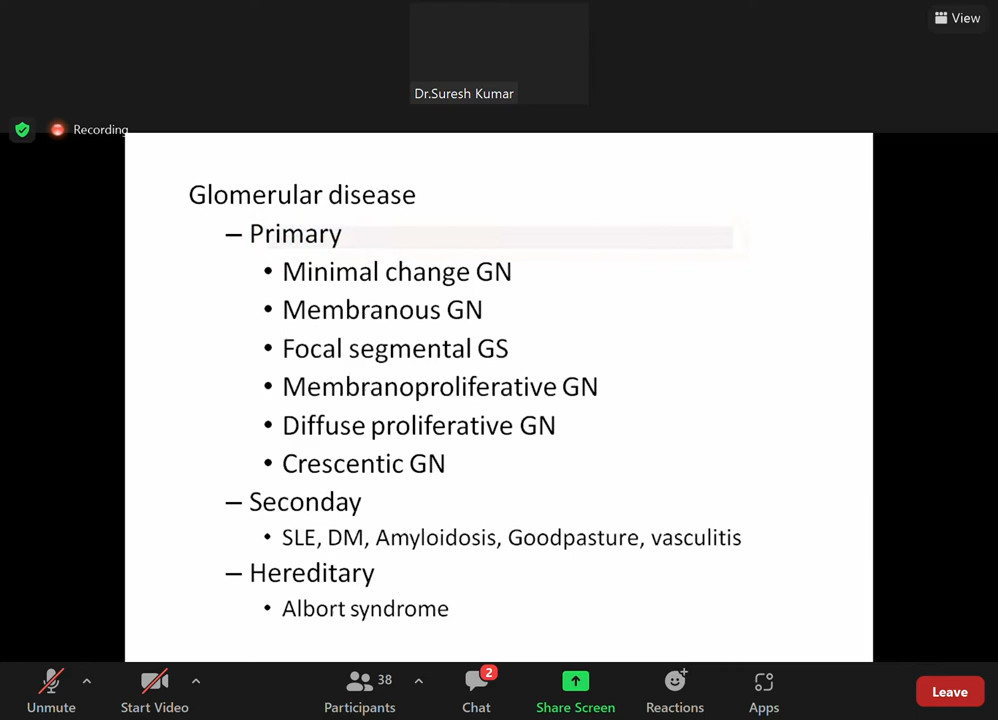 View
Dr.Suresh Kumar
Recording
Glomerular disease
– Primary
• Minimal change GN
• Membranous GN
• Focal segmental GS
• Membranoproliferative GN
• Diffuse proliferative GN
• Crescentic GN
– Seconday
• SLE, DM, Amyloidosis, Goodpasture, vasculitis
– Hereditary
• Albort syndrome
38 2
Unmute Start Video Participants Chat Share Screen Reactions Apps Leave